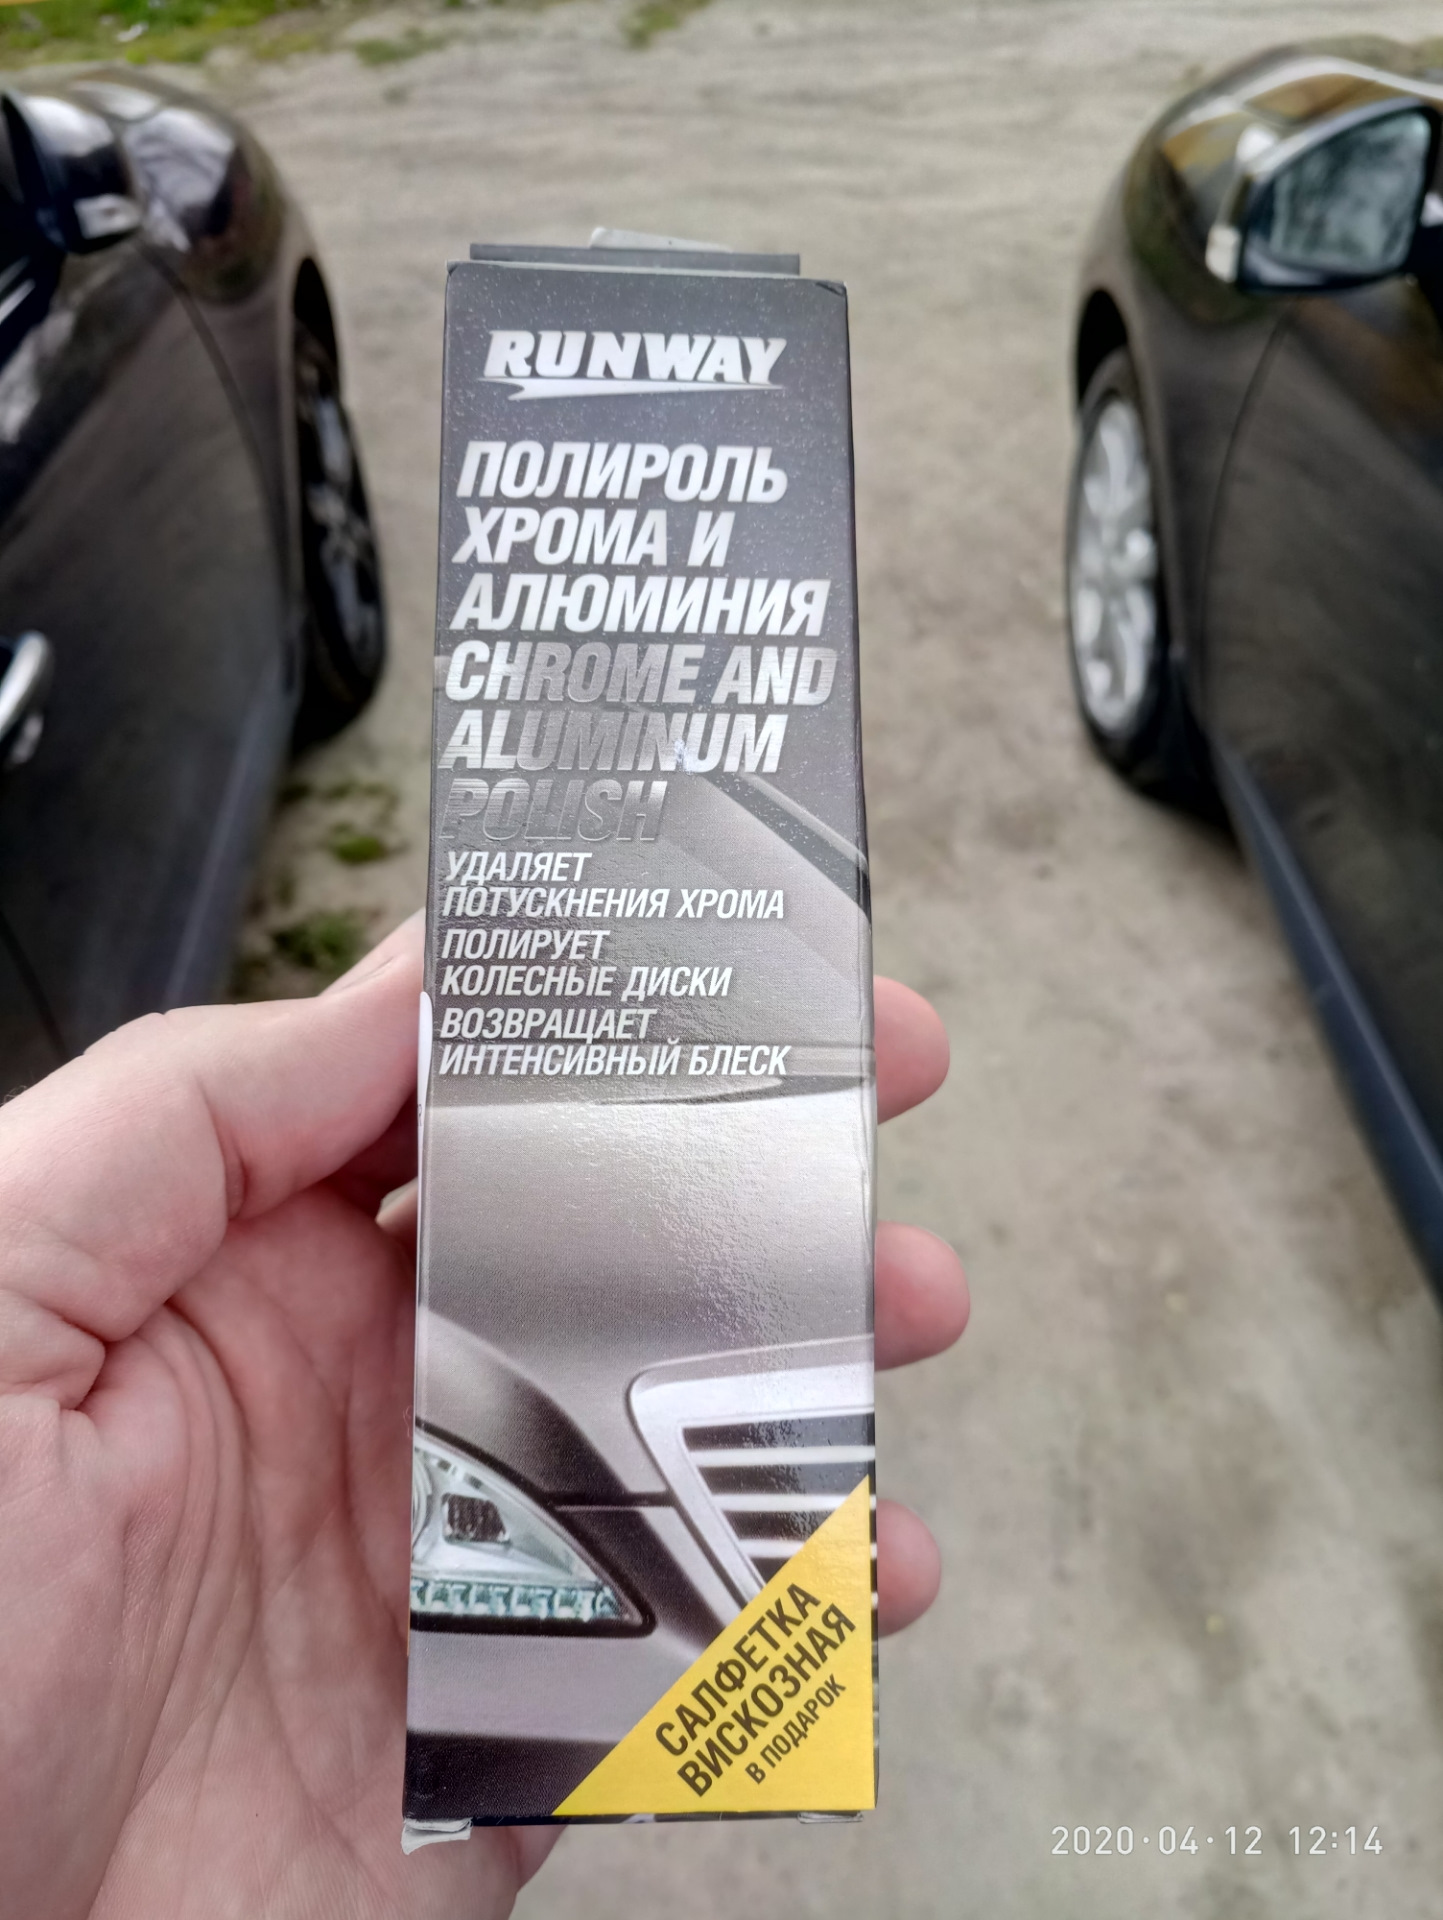 RUNWAY
ПОЛИРОЛЬ
ХРОМА И
АЛЮМИНИЯ
CHROME AND
ALUMINUM
POLISH
УДАЛЯЕТ
ПОТУСКНЕНИЯ ХРОМА
ПОЛИРУЕТ
КОЛЕСНЫЕ ДИСКИ
ВОЗВРАЩАЕТ
ИНТЕНСИВНЫЙ БЛЕСК
САЛФЕТКА
ВИСКОЗНАЯ
В ПОДАРОК
2020·04·12 12:14